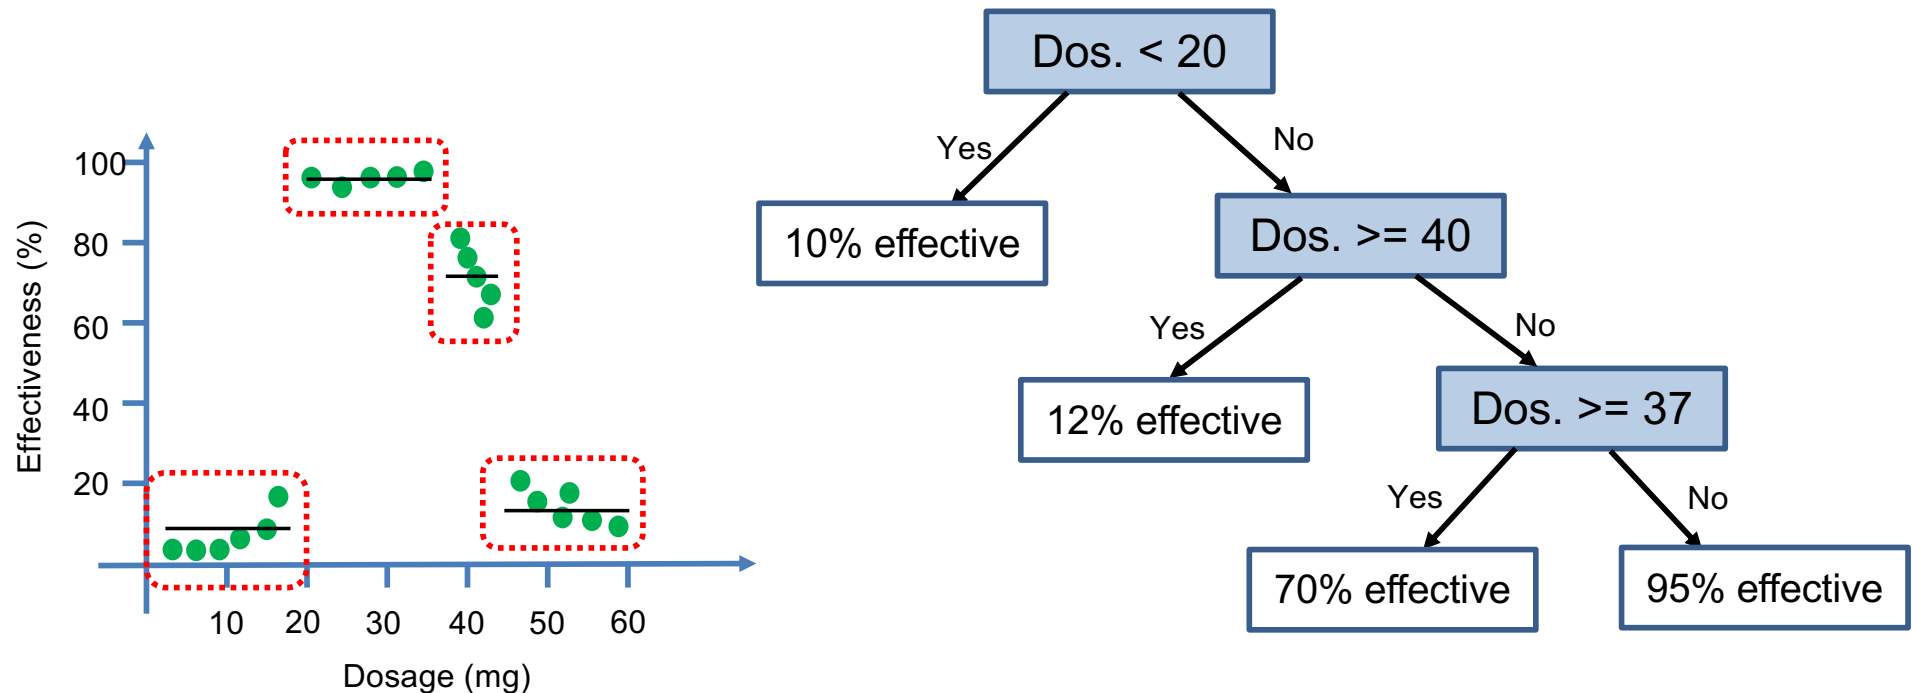 Effectiveness (%)
100
80
60
40
20
10
20
30
40
50
60
Dosage (mg)
Dos. < 20
Yes
No
10% effective
Dos. >= 40
Yes
No
12% effective
Dos. >= 37
Yes
No
70% effective
95% effective